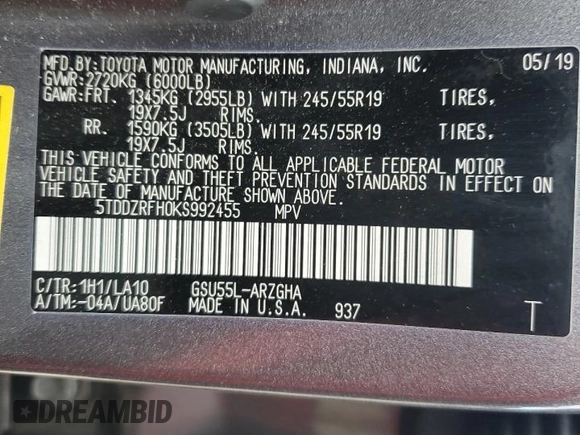 MFD.BY:TOYOTA MOTOR MANUFACTURING, INDIANA, INC. 05/19
GVWR:2720KG (6000LB)
GAWR:FRT. 1345KG (2955LB) WITH 245/55R19 TIRES,
19X7.5J RIMS.
RR. 1590KG (3505LB) WITH 245/55R19 TIRES,
19X7.5J RIMS.
THIS VEHICLE CONFORMS TO ALL APPLICABLE FEDERAL MOTOR
VEHICLE SAFETY AND THEFT PREVENTION STANDARDS IN EFFECT ON
THE DATE OF MANUFACTURE SHOWN ABOVE.
5TDDZRFH0KS992455 MPV
C/TR:1H1/LA10 GSU55L-ARZGHA
A/TM:-04A/UA80F MADE IN U.S.A. 937 T
DREAMBID